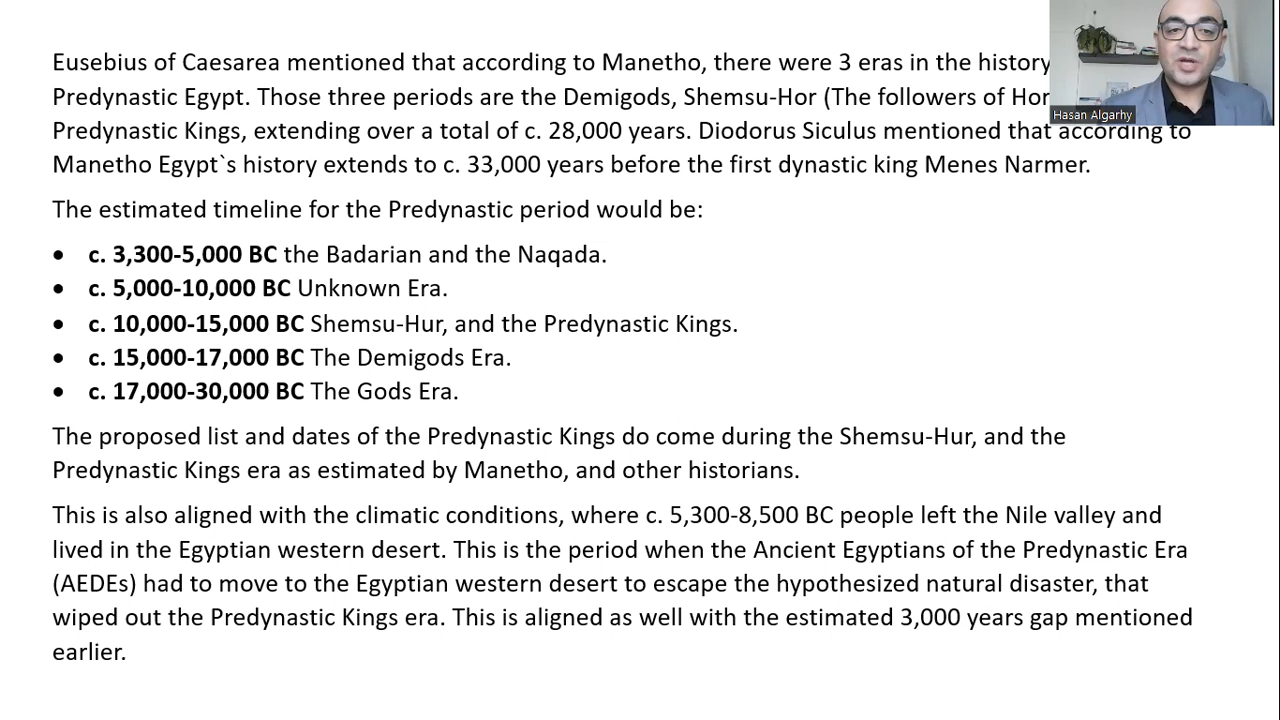 Eusebius of Caesarea mentioned that according to Manetho, there were 3 eras in the history
Predynastic Egypt. Those three periods are the Demigods, Shemsu-Hor (The followers of Hor
Predynastic Kings, extending over a total of c. 28,000 years. Diodorus Siculus mentioned that according to
Manetho Egypt`s history extends to c. 33,000 years before the first dynastic king Menes Narmer.
The estimated timeline for the Predynastic period would be:
• c. 3,300-5,000 BC the Badarian and the Naqada.
• c. 5,000-10,000 BC Unknown Era.
• c. 10,000-15,000 BC Shemsu-Hur, and the Predynastic Kings.
• c. 15,000-17,000 BC The Demigods Era.
• c. 17,000-30,000 BC The Gods Era.
The proposed list and dates of the Predynastic Kings do come during the Shemsu-Hur, and the
Predynastic Kings era as estimated by Manetho, and other historians.
This is also aligned with the climatic conditions, where c. 5,300-8,500 BC people left the Nile valley and
lived in the Egyptian western desert. This is the period when the Ancient Egyptians of the Predynastic Era
(AEDEs) had to move to the Egyptian western desert to escape the hypothesized natural disaster, that
wiped out the Predynastic Kings era. This is aligned as well with the estimated 3,000 years gap mentioned
earlier.
Hasan Algarhy